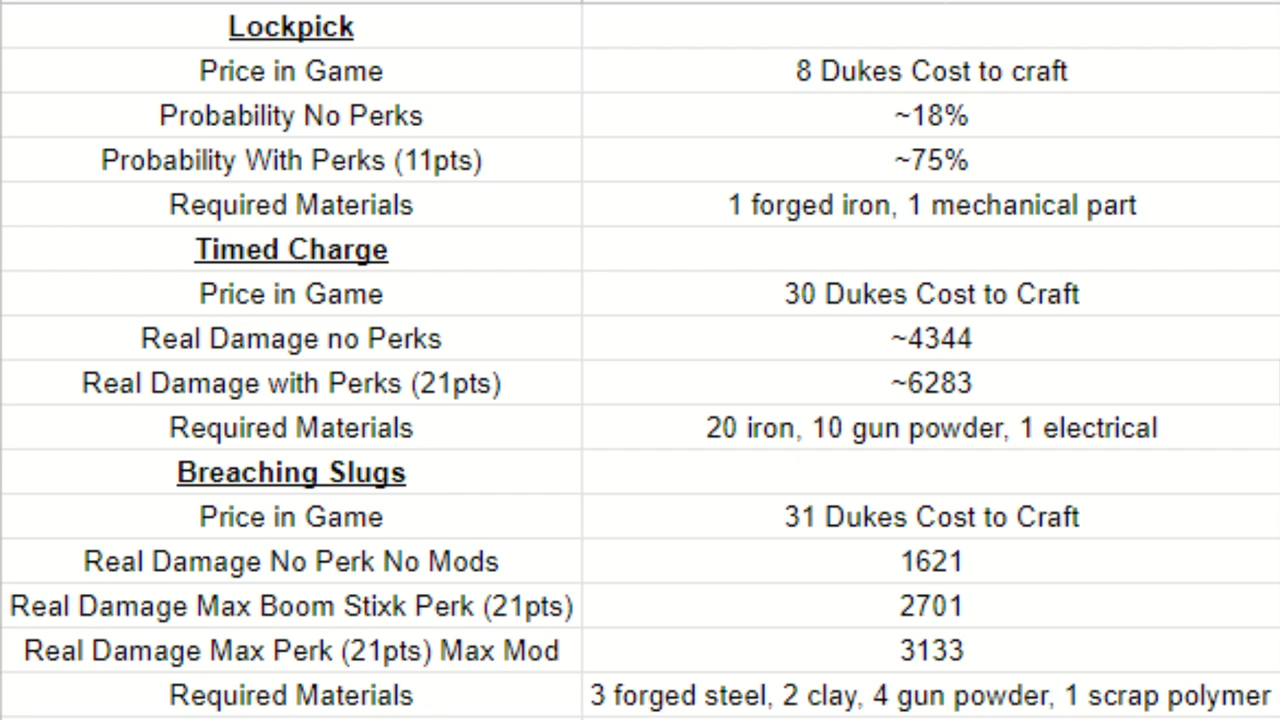 Lockpick
Price in Game 8 Dukes Cost to craft
Probability No Perks ~18%
Probability With Perks (11pts) ~75%
Required Materials 1 forged iron, 1 mechanical part
Timed Charge
Price in Game 30 Dukes Cost to Craft
Real Damage no Perks ~4344
Real Damage with Perks (21pts) ~6283
Required Materials 20 iron, 10 gun powder, 1 electrical
Breaching Slugs
Price in Game 31 Dukes Cost to Craft
Real Damage No Perk No Mods 1621
Real Damage Max Boom Stixk Perk (21pts) 2701
Real Damage Max Perk (21pts) Max Mod 3133
Required Materials 3 forged steel, 2 clay, 4 gun powder, 1 scrap polymer